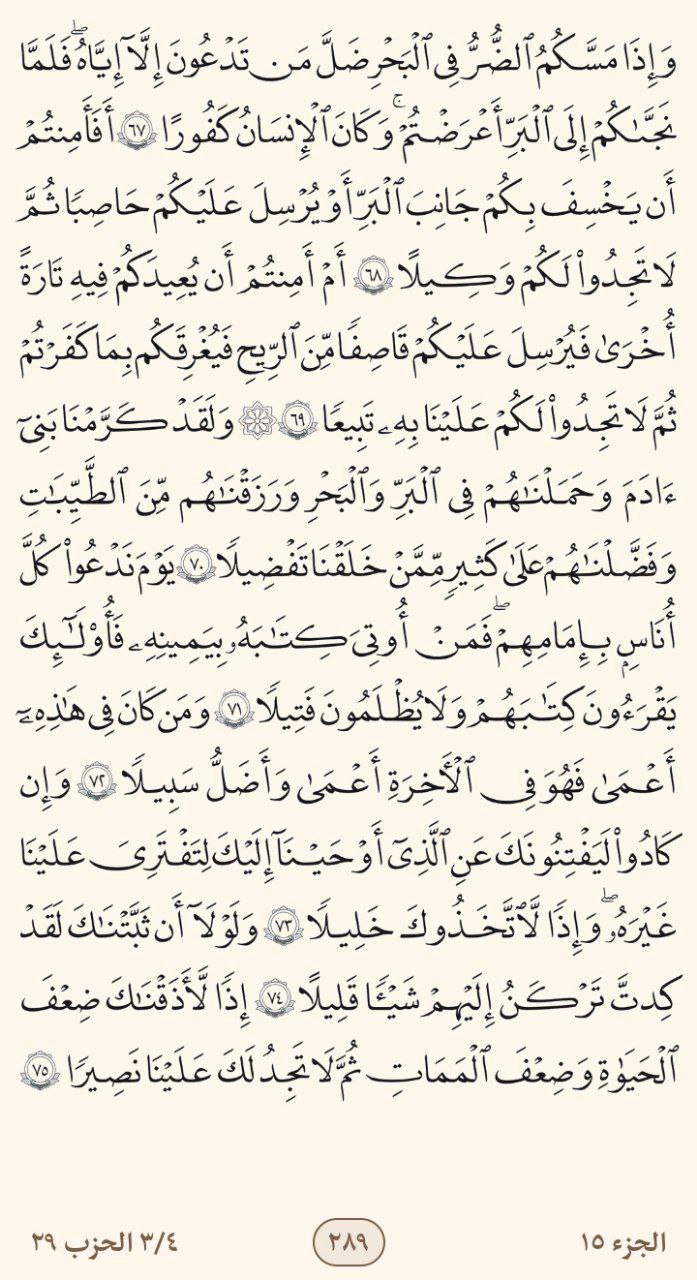 وَإِذَا مَسَّكُمُ ٱلضُّرُّ فِى ٱلْبَحْرِ ضَلَّ مَن تَدْعُونَ إِلَّآ إِيَّاهُ ۖ فَلَمَّا
نَجَّىٰكُمْ إِلَى ٱلْبَرِّ أَعْرَضْتُمْ ۚ وَكَانَ ٱلْإِنسَٰنُ كَفُورًا ٦٧ أَفَأَمِنتُمْ
أَن يَخْسِفَ بِكُمْ جَانِبَ ٱلْبَرِّ أَوْ يُرْسِلَ عَلَيْكُمْ حَاصِبًا ثُمَّ
لَا تَجِدُوا۟ لَكُمْ وَكِيلًا ٦٨ أَمْ أَمِنتُمْ أَن يُعِيدَكُمْ فِيهِ تَارَةً
أُخْرَىٰ فَيُرْسِلَ عَلَيْكُمْ قَاصِفًا مِّنَ ٱلرِّيحِ فَيُغْرِقَكُم بِمَا كَفَرْتُمْ
ثُمَّ لَا تَجِدُوا۟ لَكُمْ عَلَيْنَا بِهِۦ تَبِيعًا ٦٩ ۞ وَلَقَدْ كَرَّمْنَا بَنِىٓ
ءَادَمَ وَحَمَلْنَٰهُمْ فِى ٱلْبَرِّ وَٱلْبَحْرِ وَرَزَقْنَٰهُم مِّنَ ٱلطَّيِّبَٰتِ
وَفَضَّلْنَٰهُمْ عَلَىٰ كَثِيرٍ مِّمَّنْ خَلَقْنَا تَفْضِيلًا ٧٠ يَوْمَ نَدْعُوا۟ كُلَّ
أُنَاسٍۭ بِإِمَٰمِهِمْ ۖ فَمَنْ أُوتِىَ كِتَٰبَهُۥ بِيَمِينِهِۦ فَأُو۟لَٰٓئِكَ
يَقْرَءُونَ كِتَٰبَهُمْ وَلَا يُظْلَمُونَ فَتِيلًا ٧١ وَمَن كَانَ فِى هَٰذِهِۦٓ
أَعْمَىٰ فَهُوَ فِى ٱلْـَٔاخِرَةِ أَعْمَىٰ وَأَضَلُّ سَبِيلًا ٧٢ وَإِن
كَادُوا۟ لَيَفْتِنُونَكَ عَنِ ٱلَّذِىٓ أَوْحَيْنَآ إِلَيْكَ لِتَفْتَرِىَ عَلَيْنَا
غَيْرَهُۥ ۖ وَإِذًا لَّٱتَّخَذُوكَ خَلِيلًا ٧٣ وَلَوْلَآ أَن ثَبَّتْنَٰكَ لَقَدْ
كِدتَّ تَرْكَنُ إِلَيْهِمْ شَيْـًٔا قَلِيلًا ٧٤ إِذًا لَّأَذَقْنَٰكَ ضِعْفَ
ٱلْحَيَوٰةِ وَضِعْفَ ٱلْمَمَاتِ ثُمَّ لَا تَجِدُ لَكَ عَلَيْنَا نَصِيرًا ٧٥
الجزء ١٥ ٢٨٩ ٣/٤ الحزب ٢٩